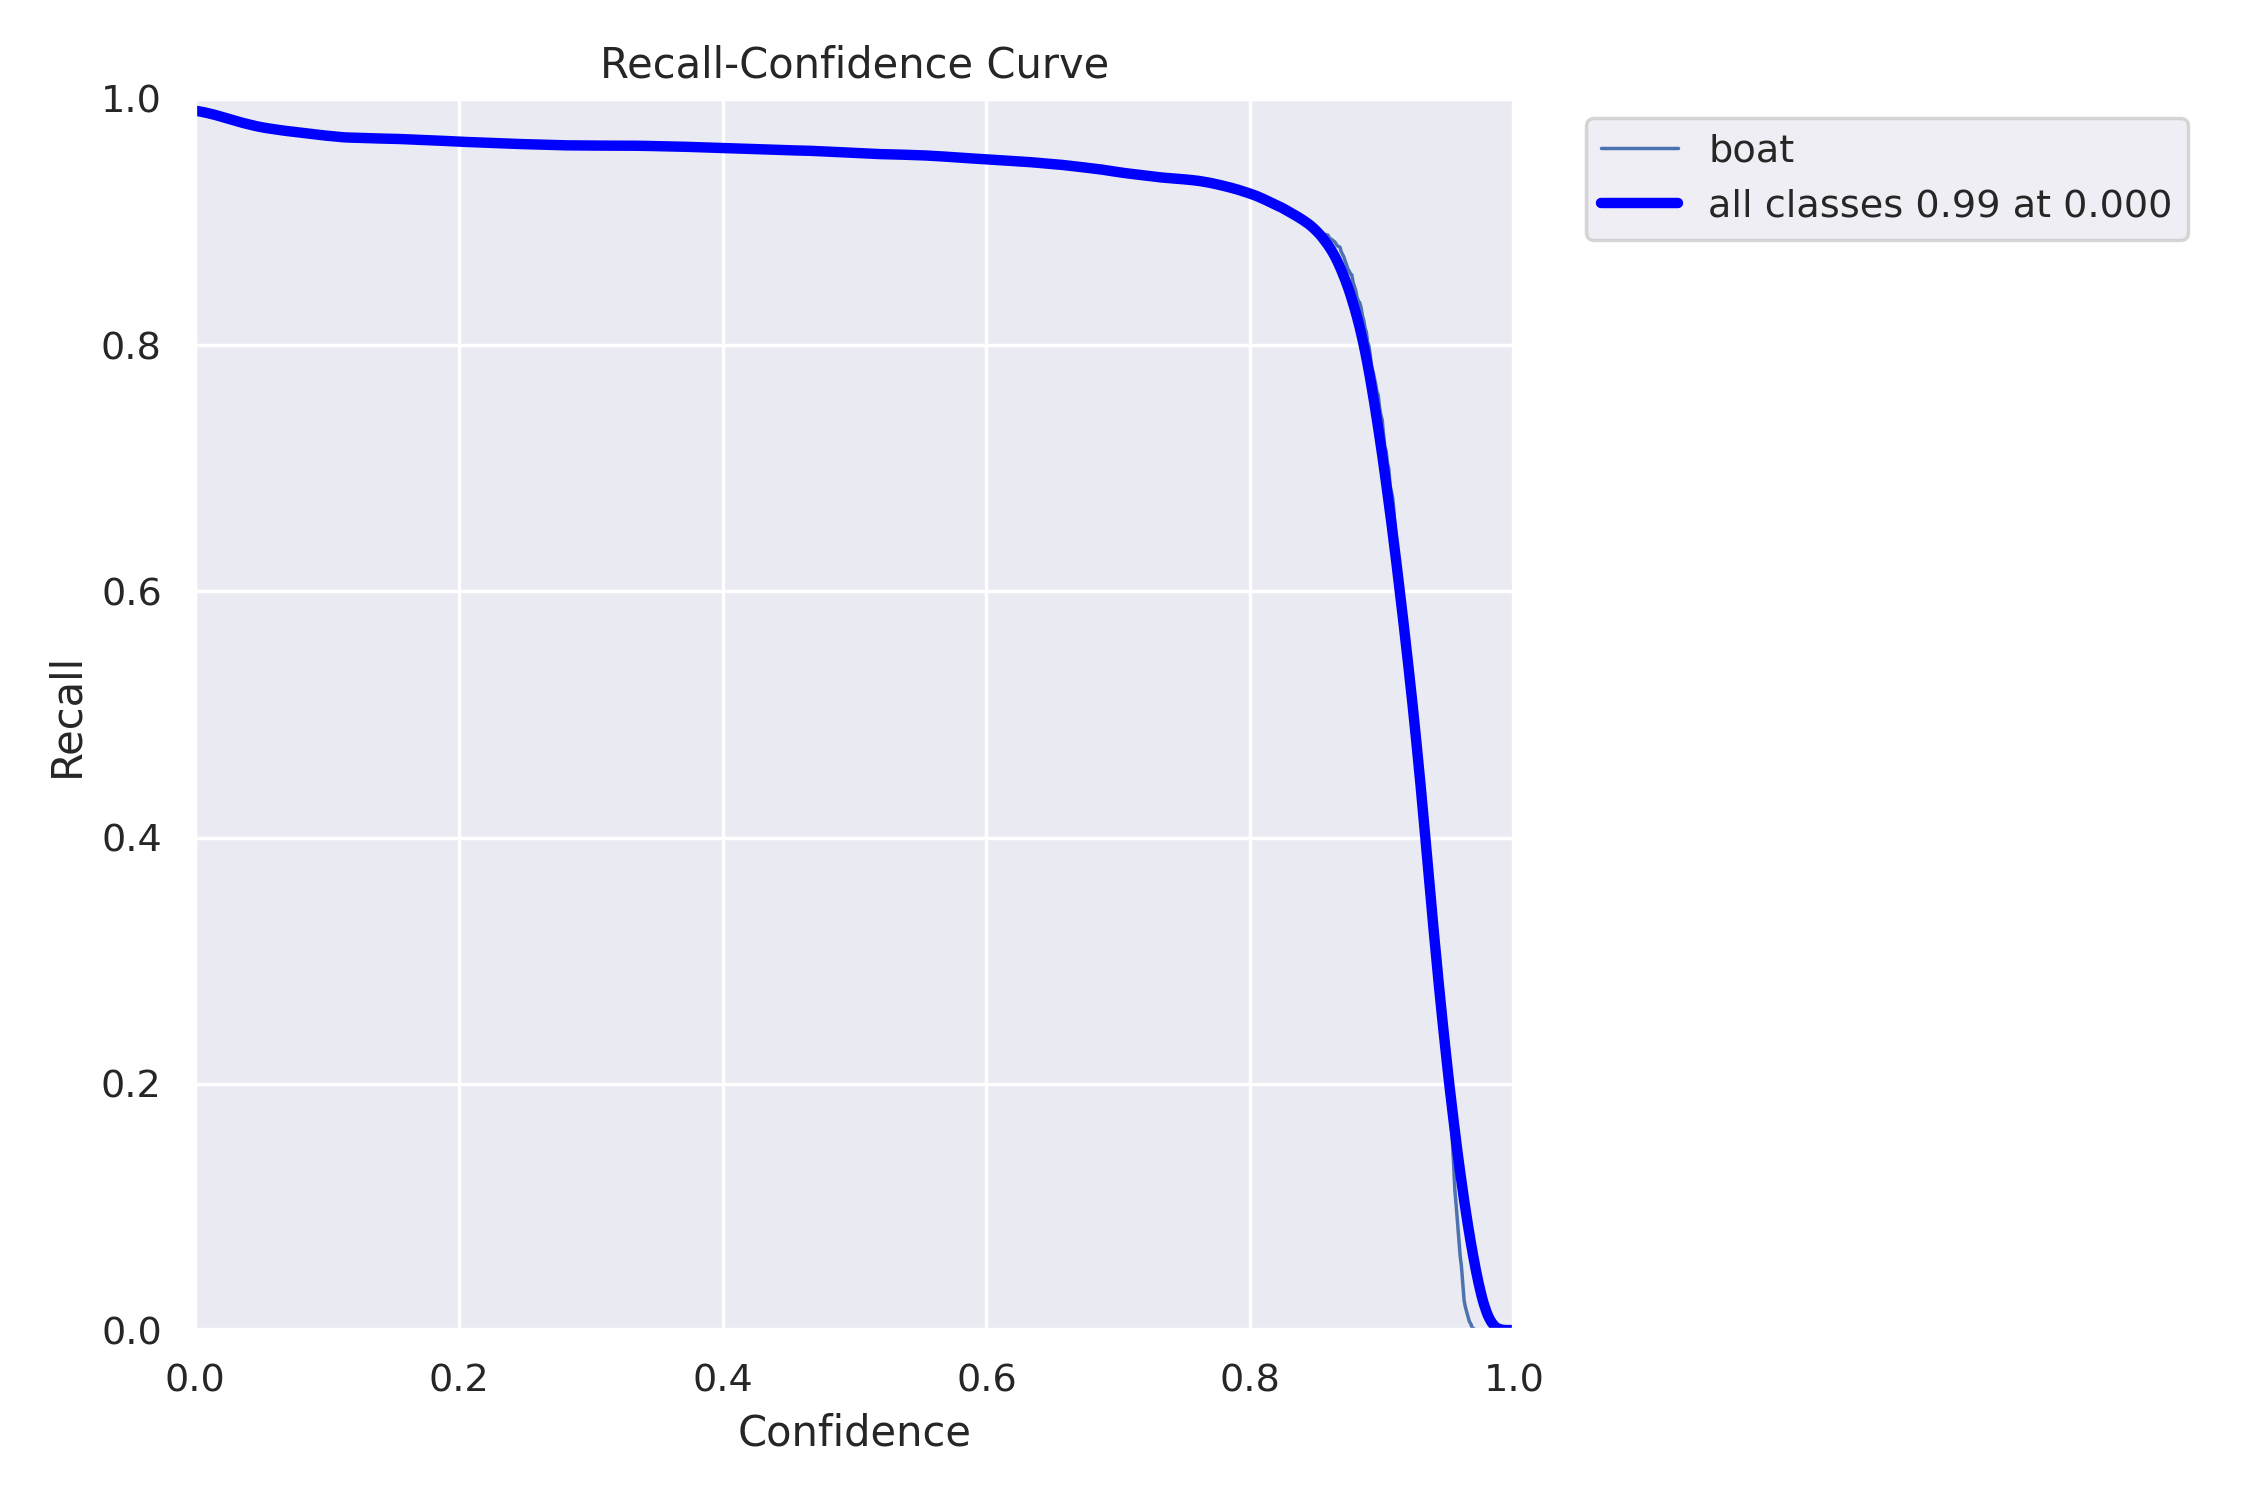 Recall-Confidence Curve
1.0
0.8
0.6
0.4
0.2
0.0
Recall
0.0 0.2 0.4 0.6 0.8 1.0
Confidence
boat
all classes 0.99 at 0.000